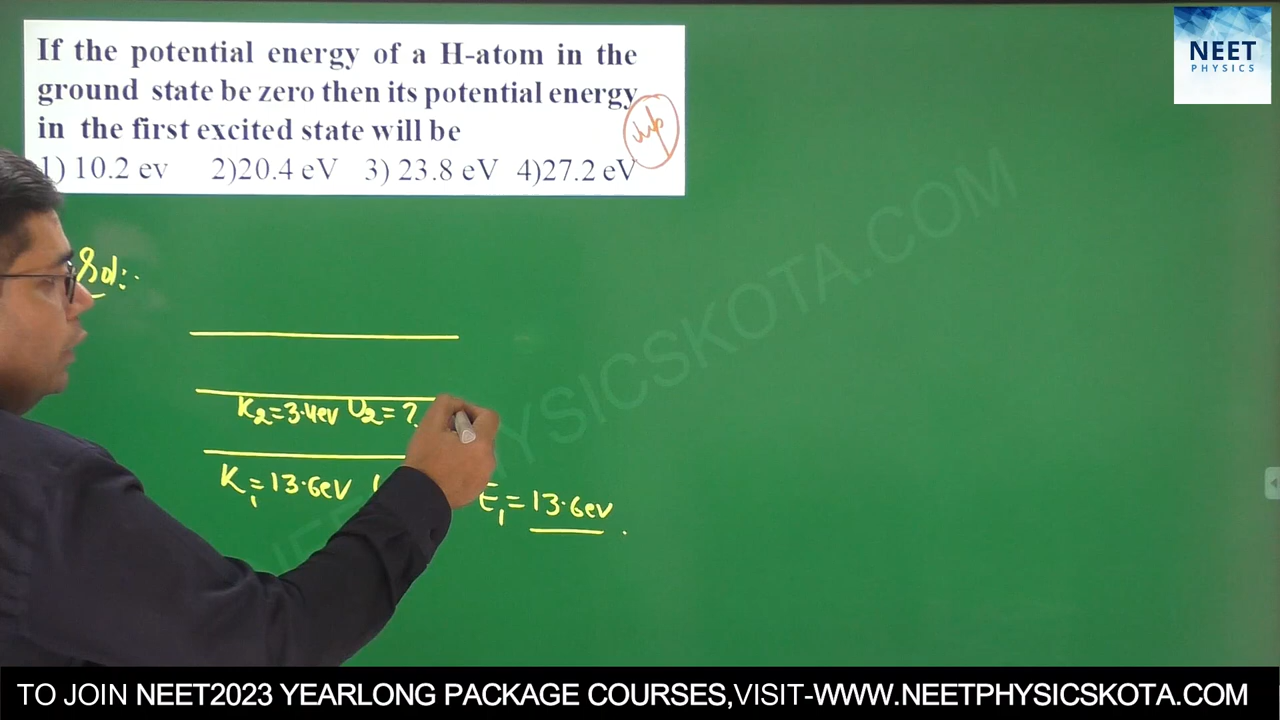 If the potential energy of a H-atom in the
ground state be zero then its potential energy
in the first excited state will be
1) 10.2 ev 2)20.4 eV 3) 23.8 eV 4)27.2 eV
NEET
PHYSICS
Sol:-
K2=3.4ev U2=?
K1=13.6eV
E1=13.6ev
PHYSICSKOTA.COM
TO JOIN NEET2023 YEARLONG PACKAGE COURSES,VISIT-WWW.NEETPHYSICSKOTA.COM